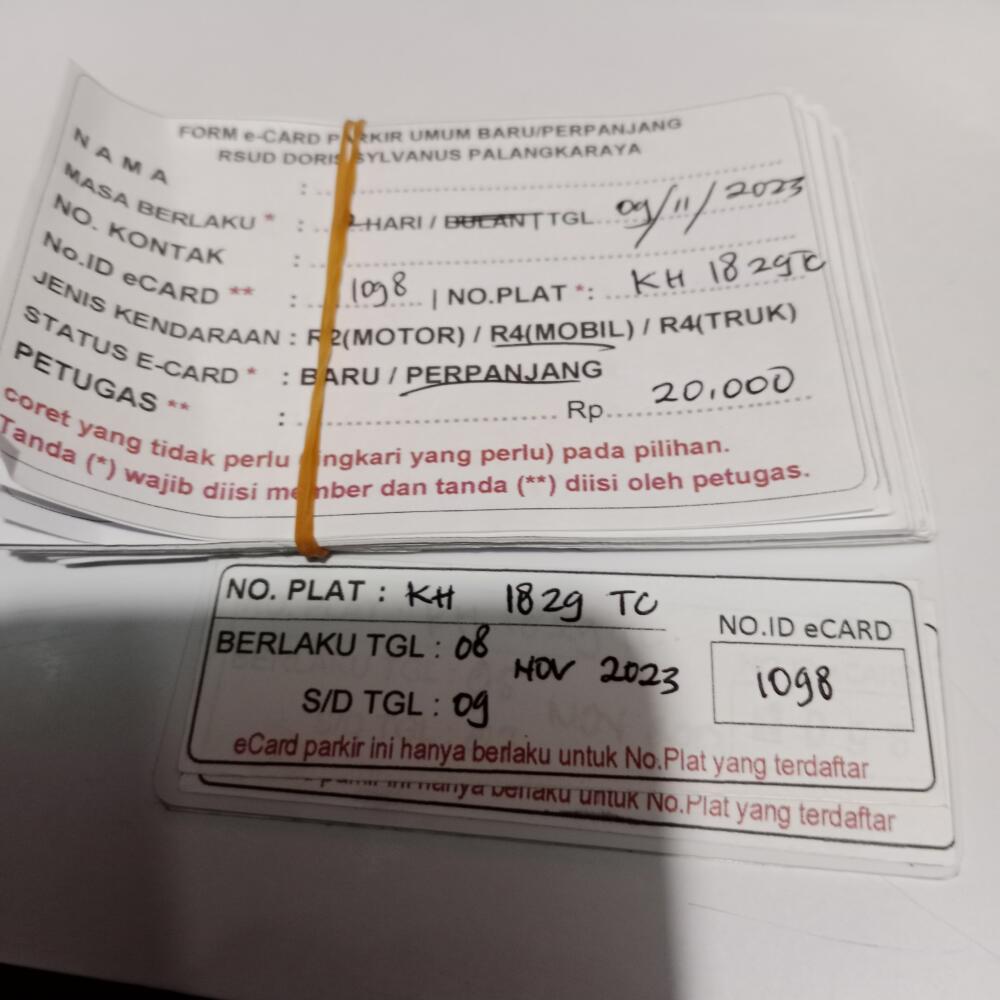 FORM e-CARD PARKIR UMUM BARU/PERPANJANG
RSUD DORIS SYLVANUS PALANGKARAYA
NAMA :
MASA BERLAKU * : HARI / BULAN | TGL 09/11/2023
NO. KONTAK :
No.ID eCARD ** : 1098 | NO.PLAT *: KH 1829TC
JENIS KENDARAAN : R2(MOTOR) / R4(MOBIL) / R4(TRUK)
STATUS E-CARD * : BARU / PERPANJANG
PETUGAS ** : Rp. 20.000
coret yang tidak perlu (lingkari yang perlu) pada pilihan.
Tanda (*) wajib diisi member dan tanda (**) diisi oleh petugas.
NO. PLAT : KH 1829 TC
NO.ID eCARD
BERLAKU TGL : 08
NOV 2023
1098
S/D TGL : 09
eCard parkir ini hanya berlaku untuk No.Plat yang terdaftar
parkir ini hanya berlaku untuk No.Plat yang terdaftar